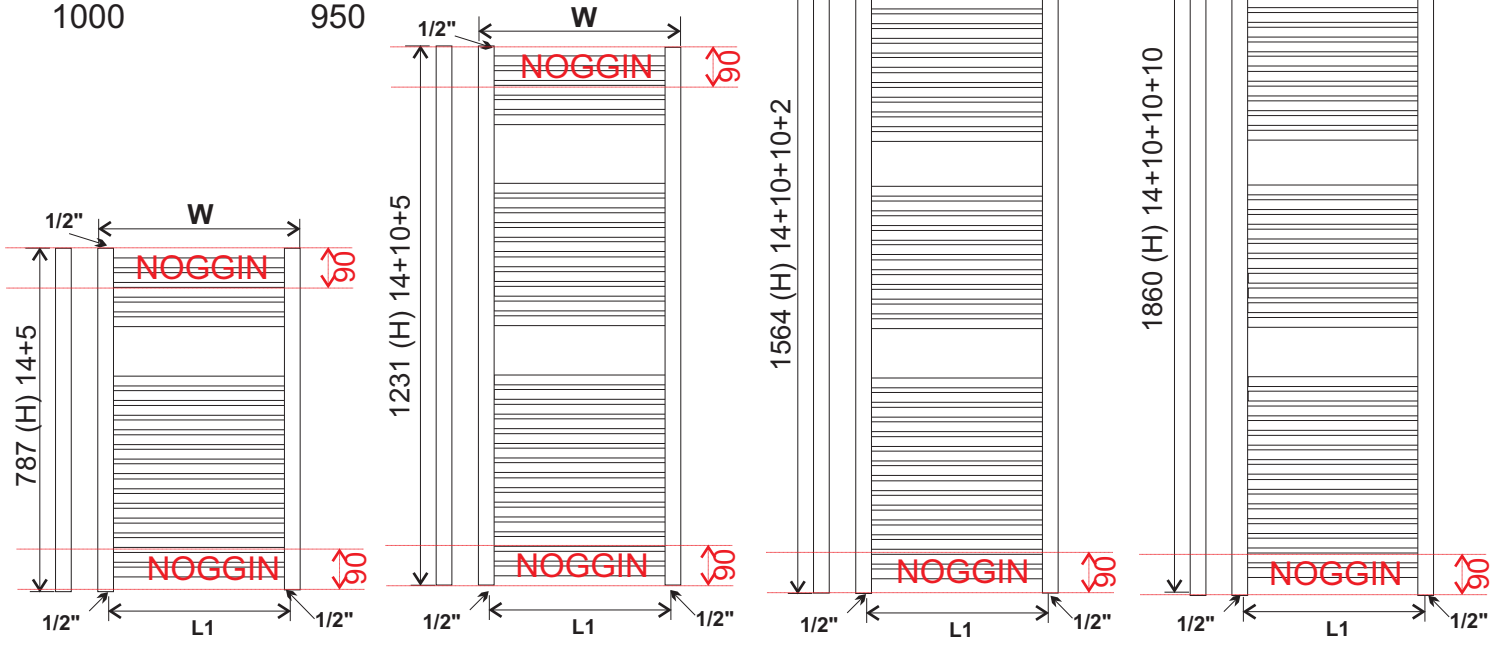 1000 950
1/2"
W
NOGGIN
90
787 (H) 14+5
NOGGIN
90
1/2"
L1
1/2"
1/2"
W
NOGGIN
90
1231 (H) 14+10+5
NOGGIN
90
1/2"
L1
1/2"
1564 (H) 14+10+10+2
NOGGIN
90
1/2"
L1
1/2"
1860 (H) 14+10+10+10
NOGGIN
90
1/2"
L1
1/2"